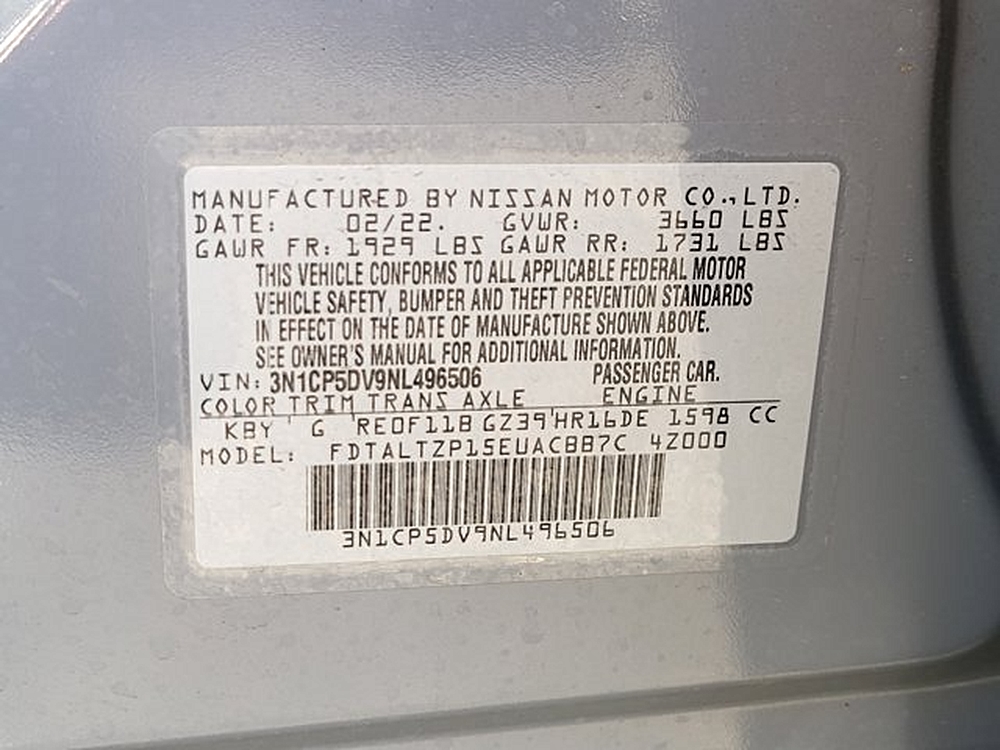 MANUFACTURED BY NISSAN MOTOR CO.,LTD.
DATE: 02/22. GVWR: 3660 LBS
GAWR FR: 1929 LBS GAWR RR: 1731 LBS
THIS VEHICLE CONFORMS TO ALL APPLICABLE FEDERAL MOTOR
VEHICLE SAFETY, BUMPER AND THEFT PREVENTION STANDARDS
IN EFFECT ON THE DATE OF MANUFACTURE SHOWN ABOVE.
SEE OWNER'S MANUAL FOR ADDITIONAL INFORMATION.
VIN: 3N1CP5DV9NL496506 PASSENGER CAR.
COLOR TRIM TRANS AXLE ENGINE
KBY G RE0F11B GZ39 HR16DE 1598 CC
MODEL: FDTALTZP15EUACBB7C 4Z000
3N1CP5DV9NL496506